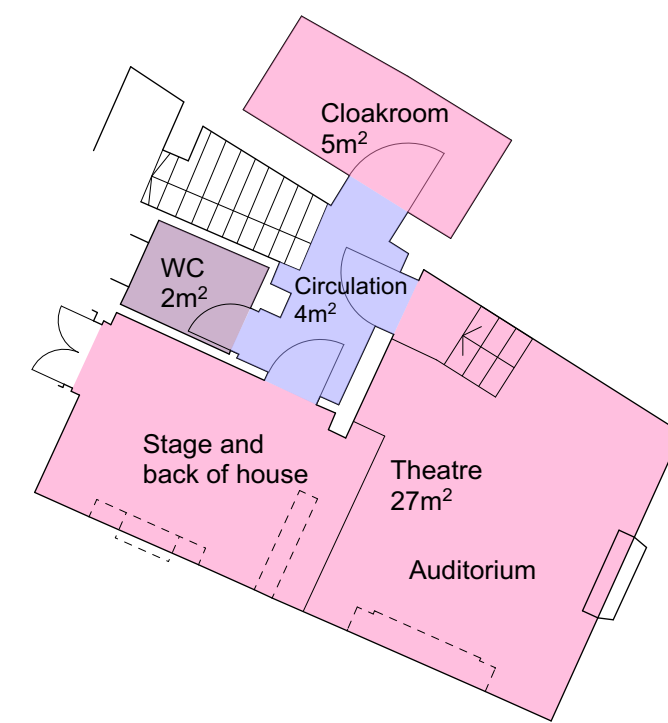 Cloakroom
5m²
WC
2m²
Circulation
4m²
Stage and
back of house
Theatre
27m²
Auditorium